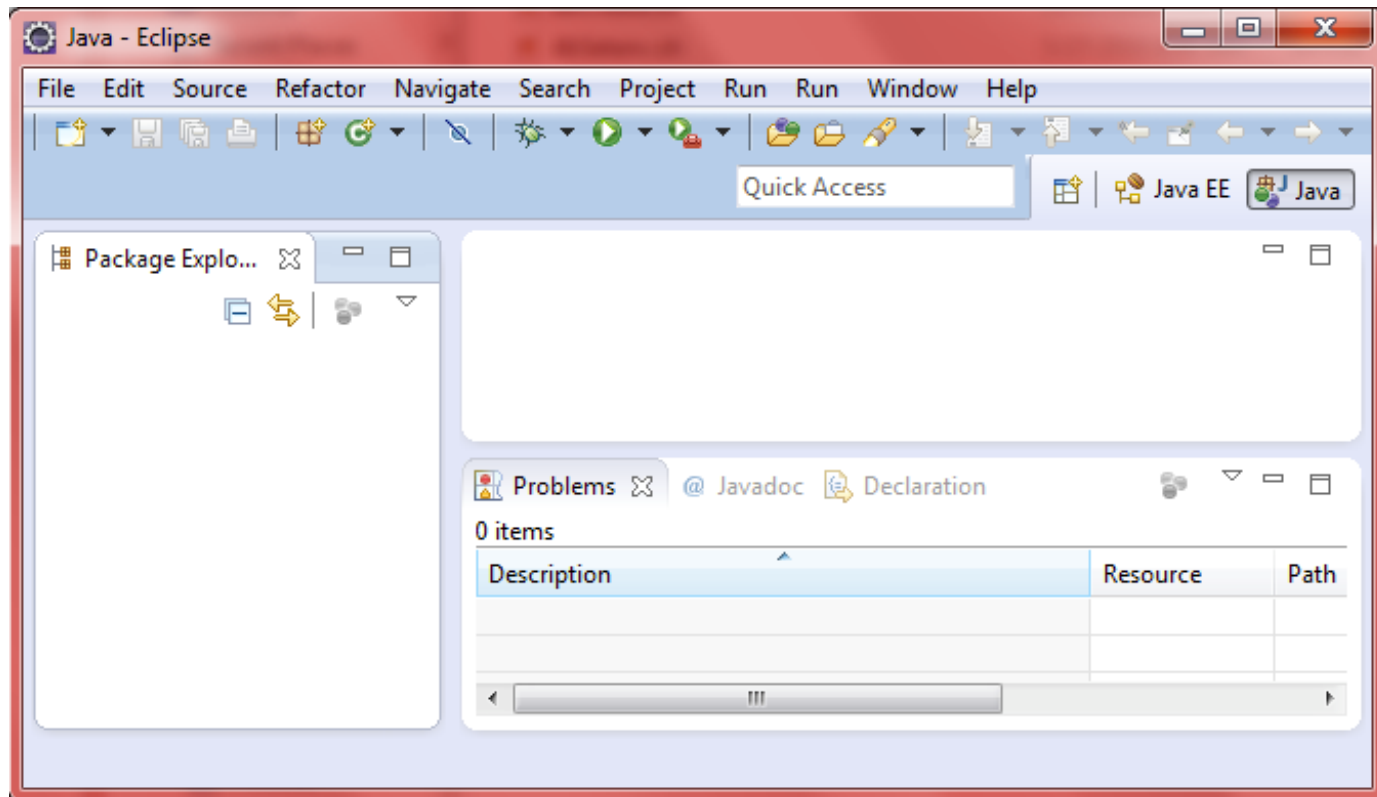 Java - Eclipse
File Edit Source Refactor Navigate Search Project Run Run Window Help
Quick Access
Java EE
Java
Package Explo...
Problems @ Javadoc Declaration
0 items
Description Resource Path